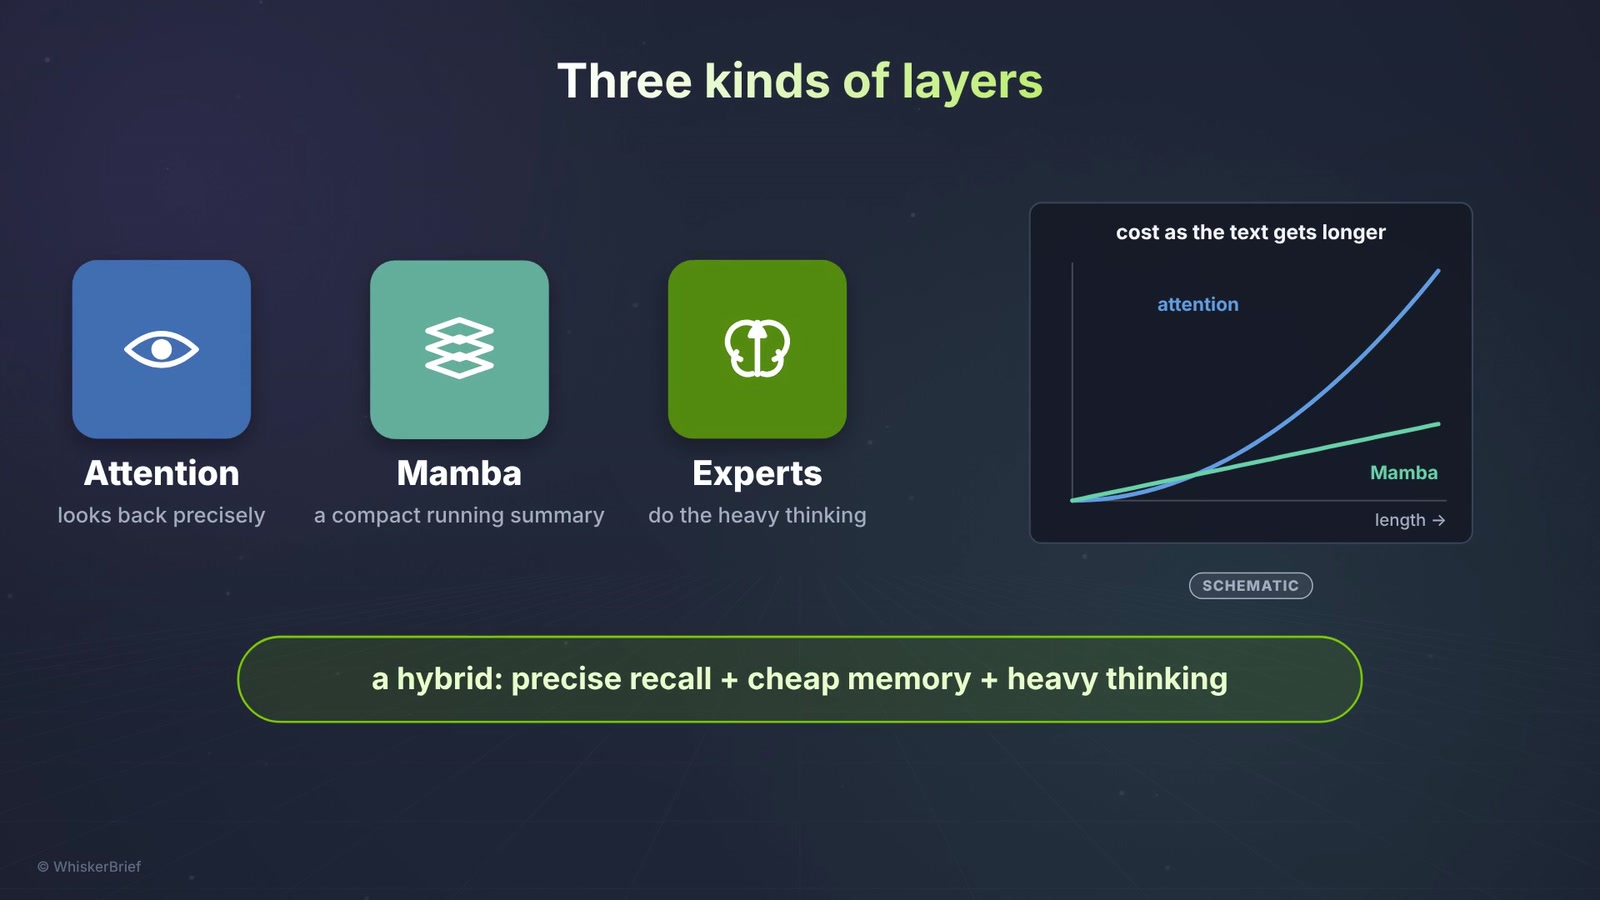 Three kinds of layers
Attention
looks back precisely
Mamba
a compact running summary
Experts
do the heavy thinking
cost as the text gets longer
attention
Mamba
length →
SCHEMATIC
a hybrid: precise recall + cheap memory + heavy thinking
© WhiskerBrief